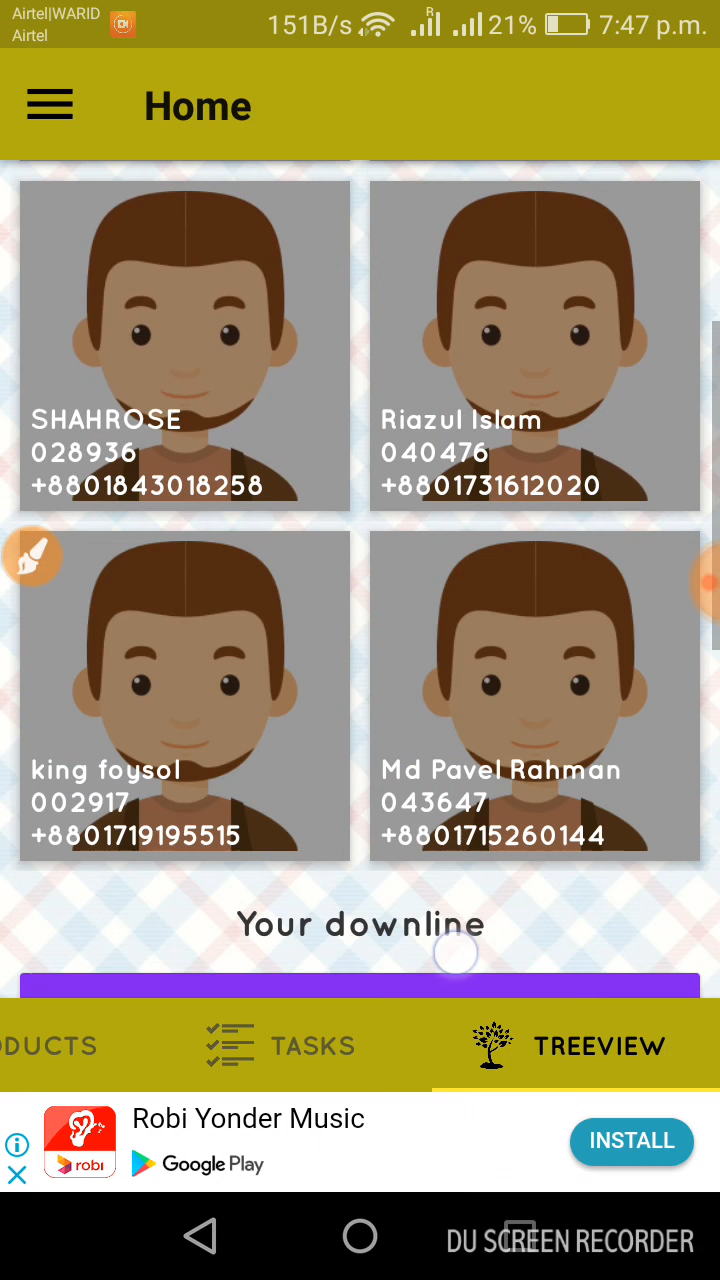 Airtel|WARID
Airtel
151B/s R 21% 7:47 p.m.
Home
SHAHROSE
028936
+8801843018258
Riazul Islam
040476
+8801731612020
king foysol
002917
+8801719195515
Md Pavel Rahman
043647
+8801715260144
Your downline
ODUCTS
TASKS
TREEVIEW
Robi Yonder Music
robi
Google Play
INSTALL
DU SCREEN RECORDER